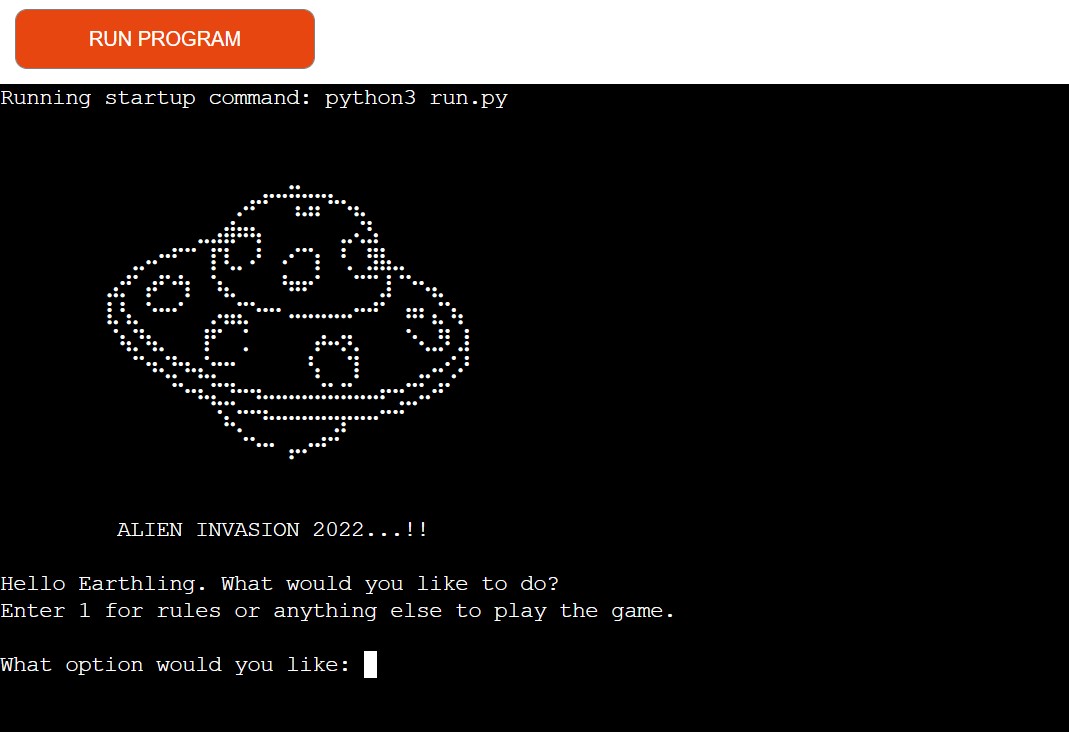 RUN PROGRAM
Running startup command: python3 run.py
ALIEN INVASION 2022...!!
Hello Earthling. What would you like to do?
Enter 1 for rules or anything else to play the game.
What option would you like: